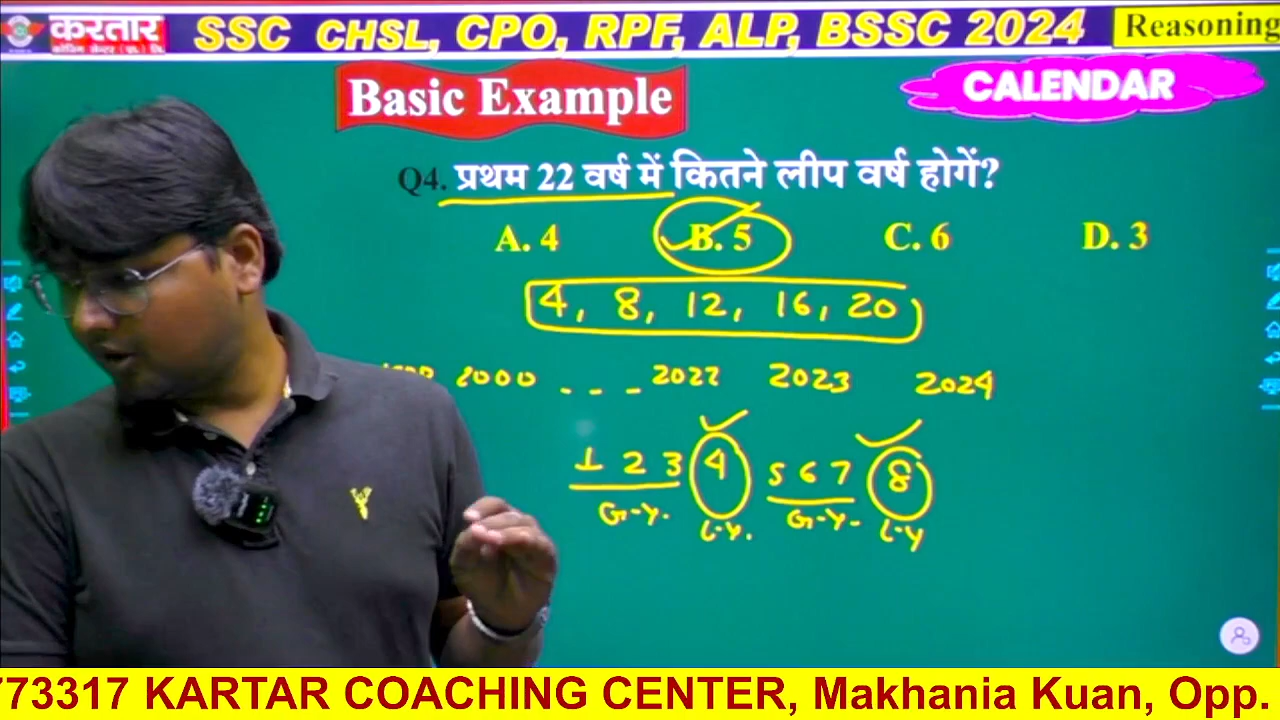 करतार
कोचिंग सेन्टर (प्रा.) लि.
SSC CHSL, CPO, RPF, ALP, BSSC 2024
Reasoning
Basic Example
CALENDAR
Q4. प्रथम 22 वर्ष में कितने लीप वर्ष होगें?
A. 4 B. 5 C. 6 D. 3
4, 8, 12, 16, 20
2000 - - - 2022 2023 2024
1 2 3 4 5 6 7 8
G-Y. L-Y. G-Y- L-Y
773317 KARTAR COACHING CENTER, Makhania Kuan, Opp.